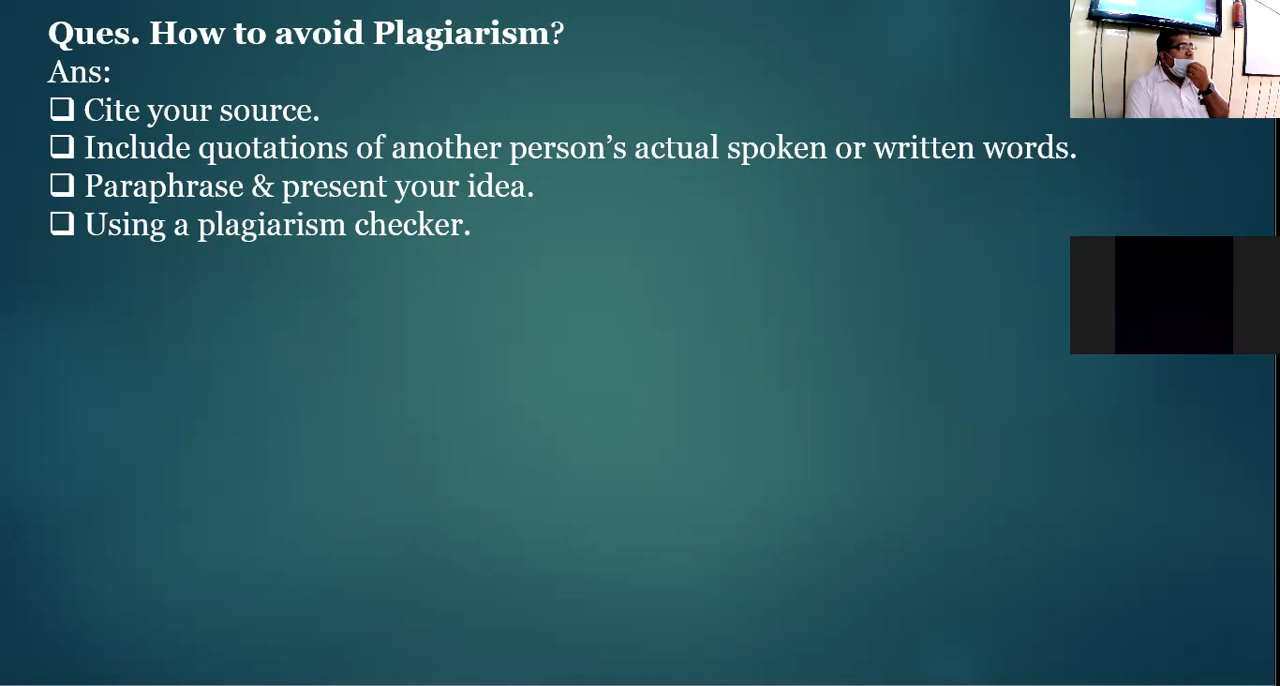 Ques. How to avoid Plagiarism?
Ans:
❑ Cite your source.
❑ Include quotations of another person’s actual spoken or written words.
❑ Paraphrase & present your idea.
❑ Using a plagiarism checker.